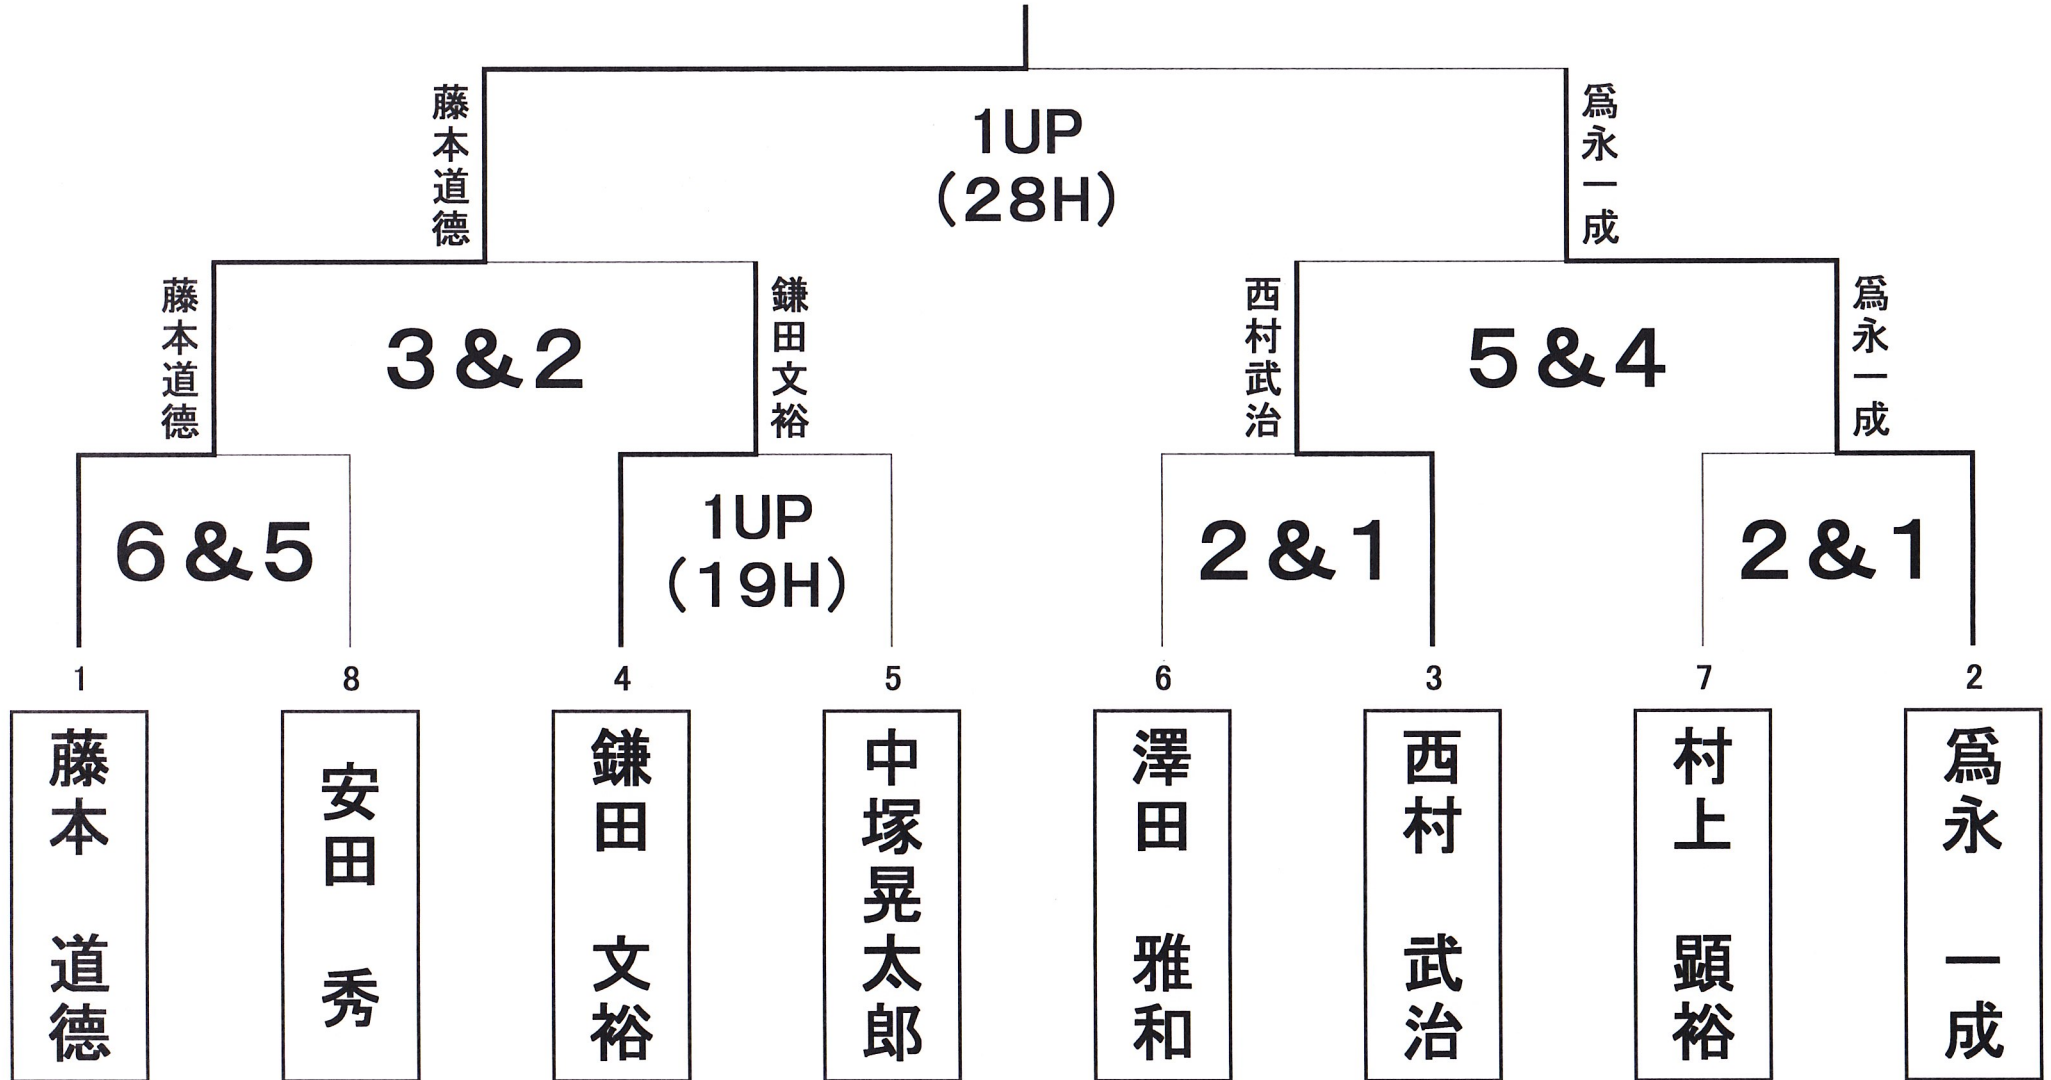 藤本道德
1UP
(28H)
爲永一成
藤本道德
3&2
鎌田文裕
西村武治
5&4
爲永一成
6&5
1UP
(19H)
2&1
2&1
1
8
4
5
6
3
7
2
藤本 道德
安田 秀
鎌田 文裕
中塚晃太郎
澤田 雅和
西村 武治
村上 顕裕
爲永 一成